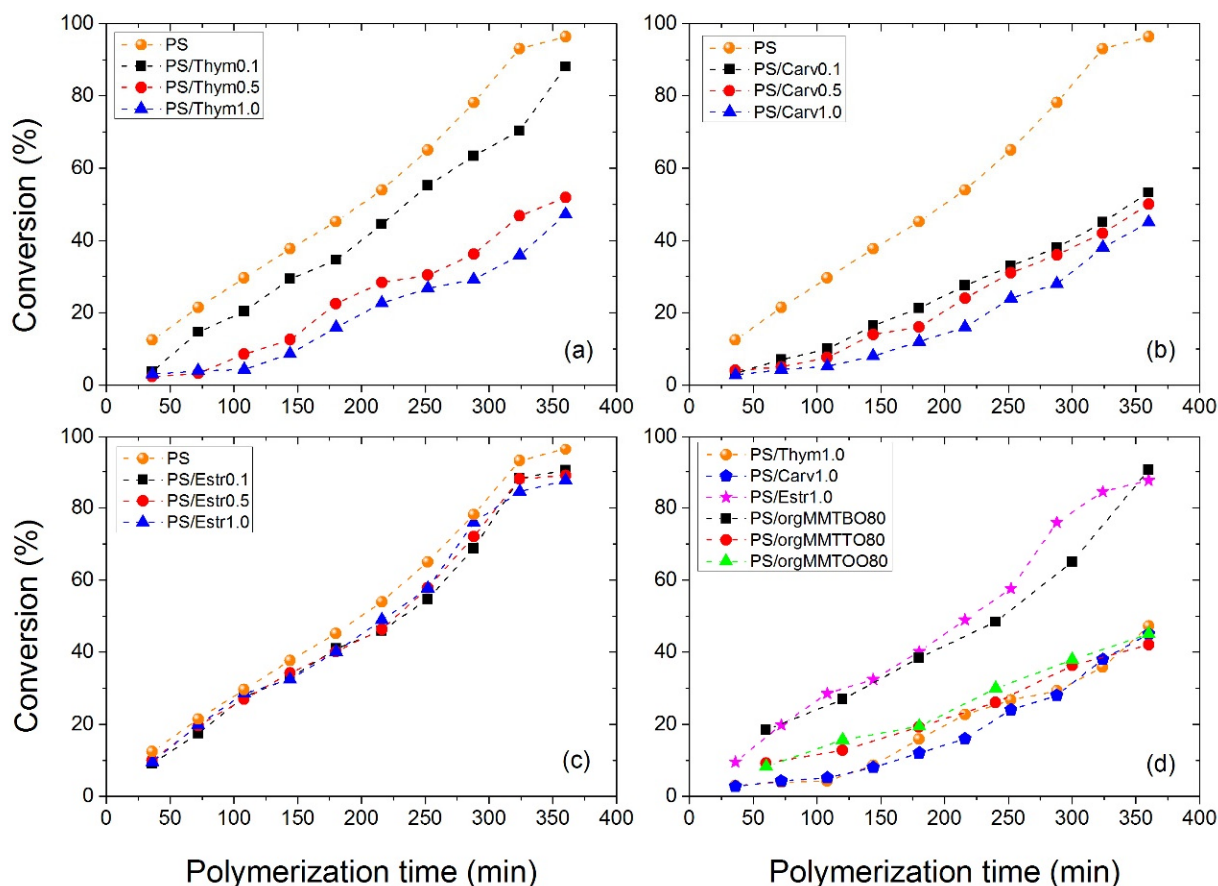 Conversion (%)
100
80
60
40
20
0
PS
PS/Thym0.1
PS/Thym0.5
PS/Thym1.0
(a)
0 50 100 150 200 250 300 350 400
100
80
60
40
20
0
PS
PS/Carv0.1
PS/Carv0.5
PS/Carv1.0
(b)
0 50 100 150 200 250 300 350 400
Conversion (%)
100
80
60
40
20
0
PS
PS/Estr0.1
PS/Estr0.5
PS/Estr1.0
(c)
0 50 100 150 200 250 300 350 400
Polymerization time (min)
100
80
60
40
20
0
PS/Thym1.0
PS/Carv1.0
PS/Estr1.0
PS/orgMMTBO80
PS/orgMMTTO80
PS/orgMMTOO80
(d)
0 50 100 150 200 250 300 350 400
Polymerization time (min)